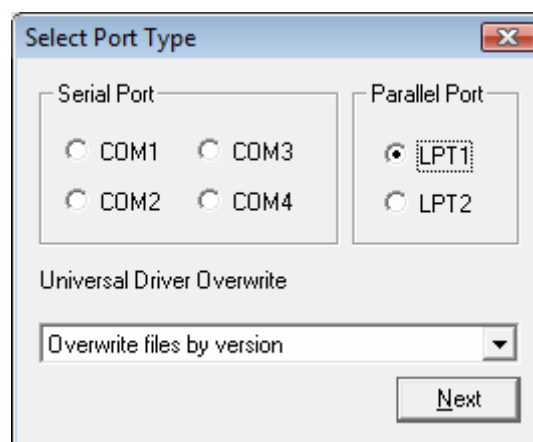 Select Port Type
Serial Port
Parallel Port
COM1 COM3
LPT1
COM2 COM4
LPT2
Universal Driver Overwrite
Overwrite files by version
Next